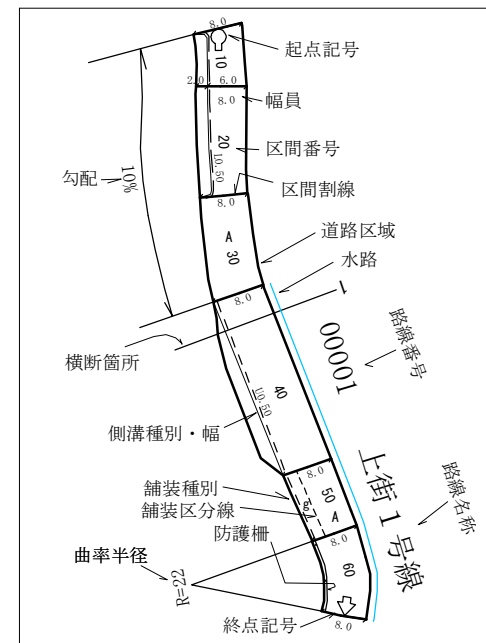 8.0
起点記号
10
2.0
6.0
8.0
幅員
20
区間番号
10%
勾配
8.0
区間割線
A
30
道路区域
水路
8.0
1
横断箇所
00001
路線番号
U0.50
40
側溝種別・幅
8.0
上街1号線
路線名称
舗装種別
50
A
g
舗装区分線
8.0
防護柵
60
曲率半径
R=22
終点記号
8.0